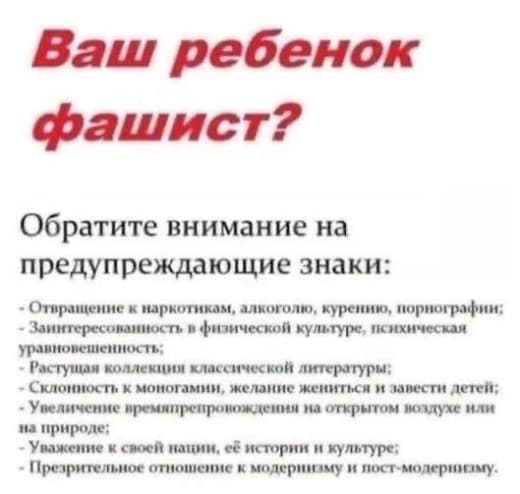 Ваш ребенок
фашист?
Обратите внимание на
предупреждающие знаки:
- Отвращение к наркотикам, алкоголю, курению, порнографии;
- Заинтересованность в физической культуре, психическая
уравновешенность;
- Растущая коллекция классической литературы;
- Склонность к моногамии, желание жениться и завести детей;
- Увеличение времяпрепровождения на открытом воздухе или
на природе;
- Уважение к своей нации, её истории и культуре;
- Презрительное отношение к модернизму и пост-модернизму.